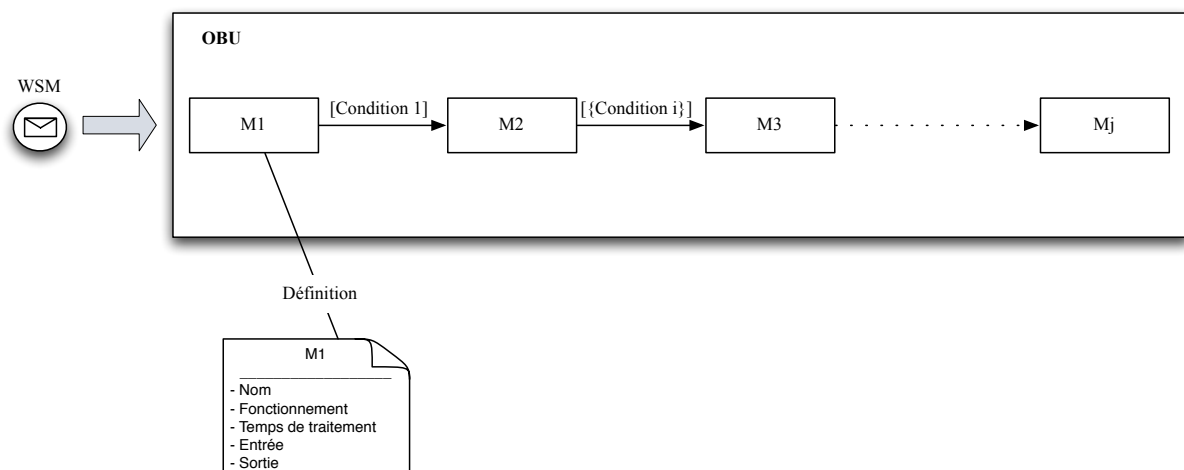 OBU
WSM
M1
[Condition 1]
M2
[{Condition i}]
M3
Mj
Définition
M1
- Nom
- Fonctionnement
- Temps de traitement
- Entrée
- Sortie